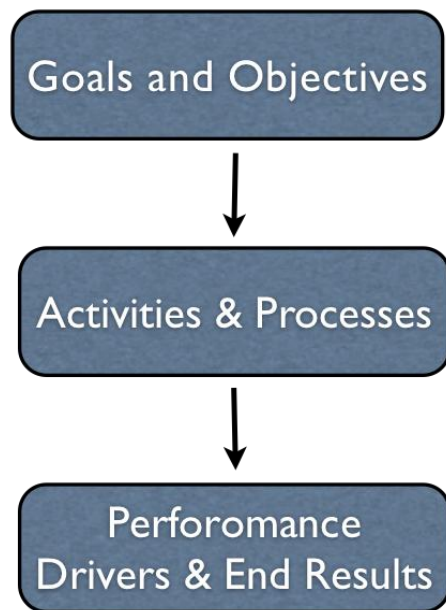 Goals and Objectives
Activities & Processes
Perforomance
Drivers & End Results